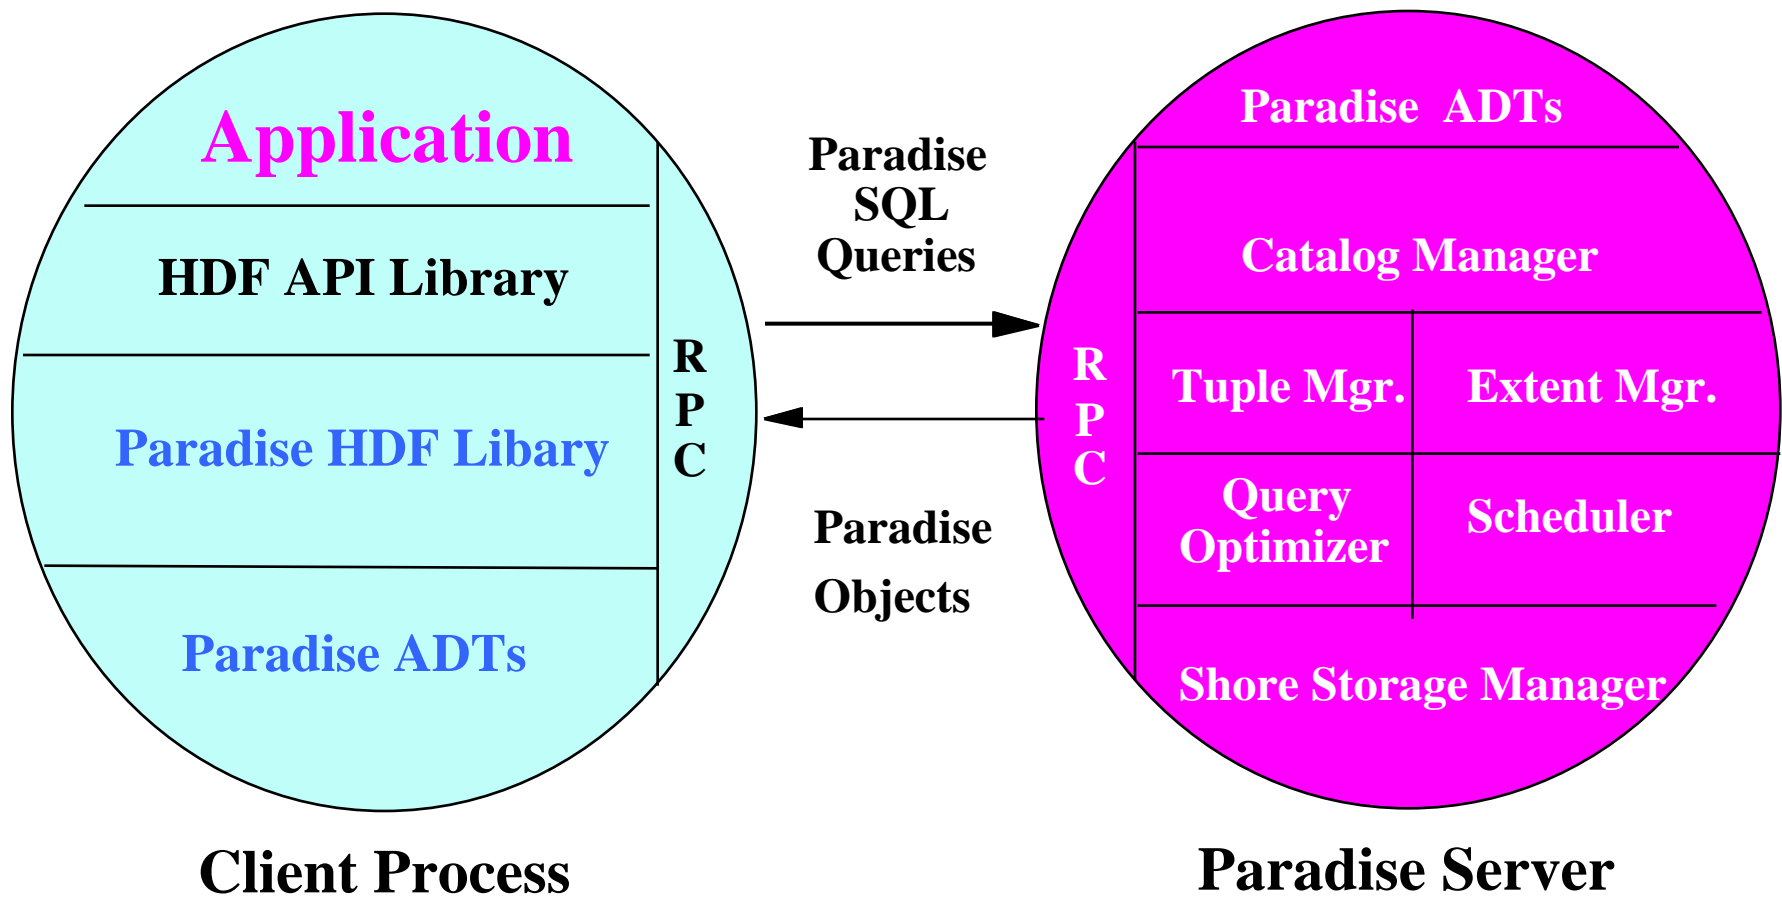 Application
HDF API Library
Paradise HDF Libary
Paradise ADTs
R
P
C
Client Process
Paradise
SQL
Queries
Paradise
Objects
Paradise ADTs
Catalog Manager
R
P
C
Tuple Mgr.
Extent Mgr.
Query
Optimizer
Scheduler
Shore Storage Manager
Paradise Server